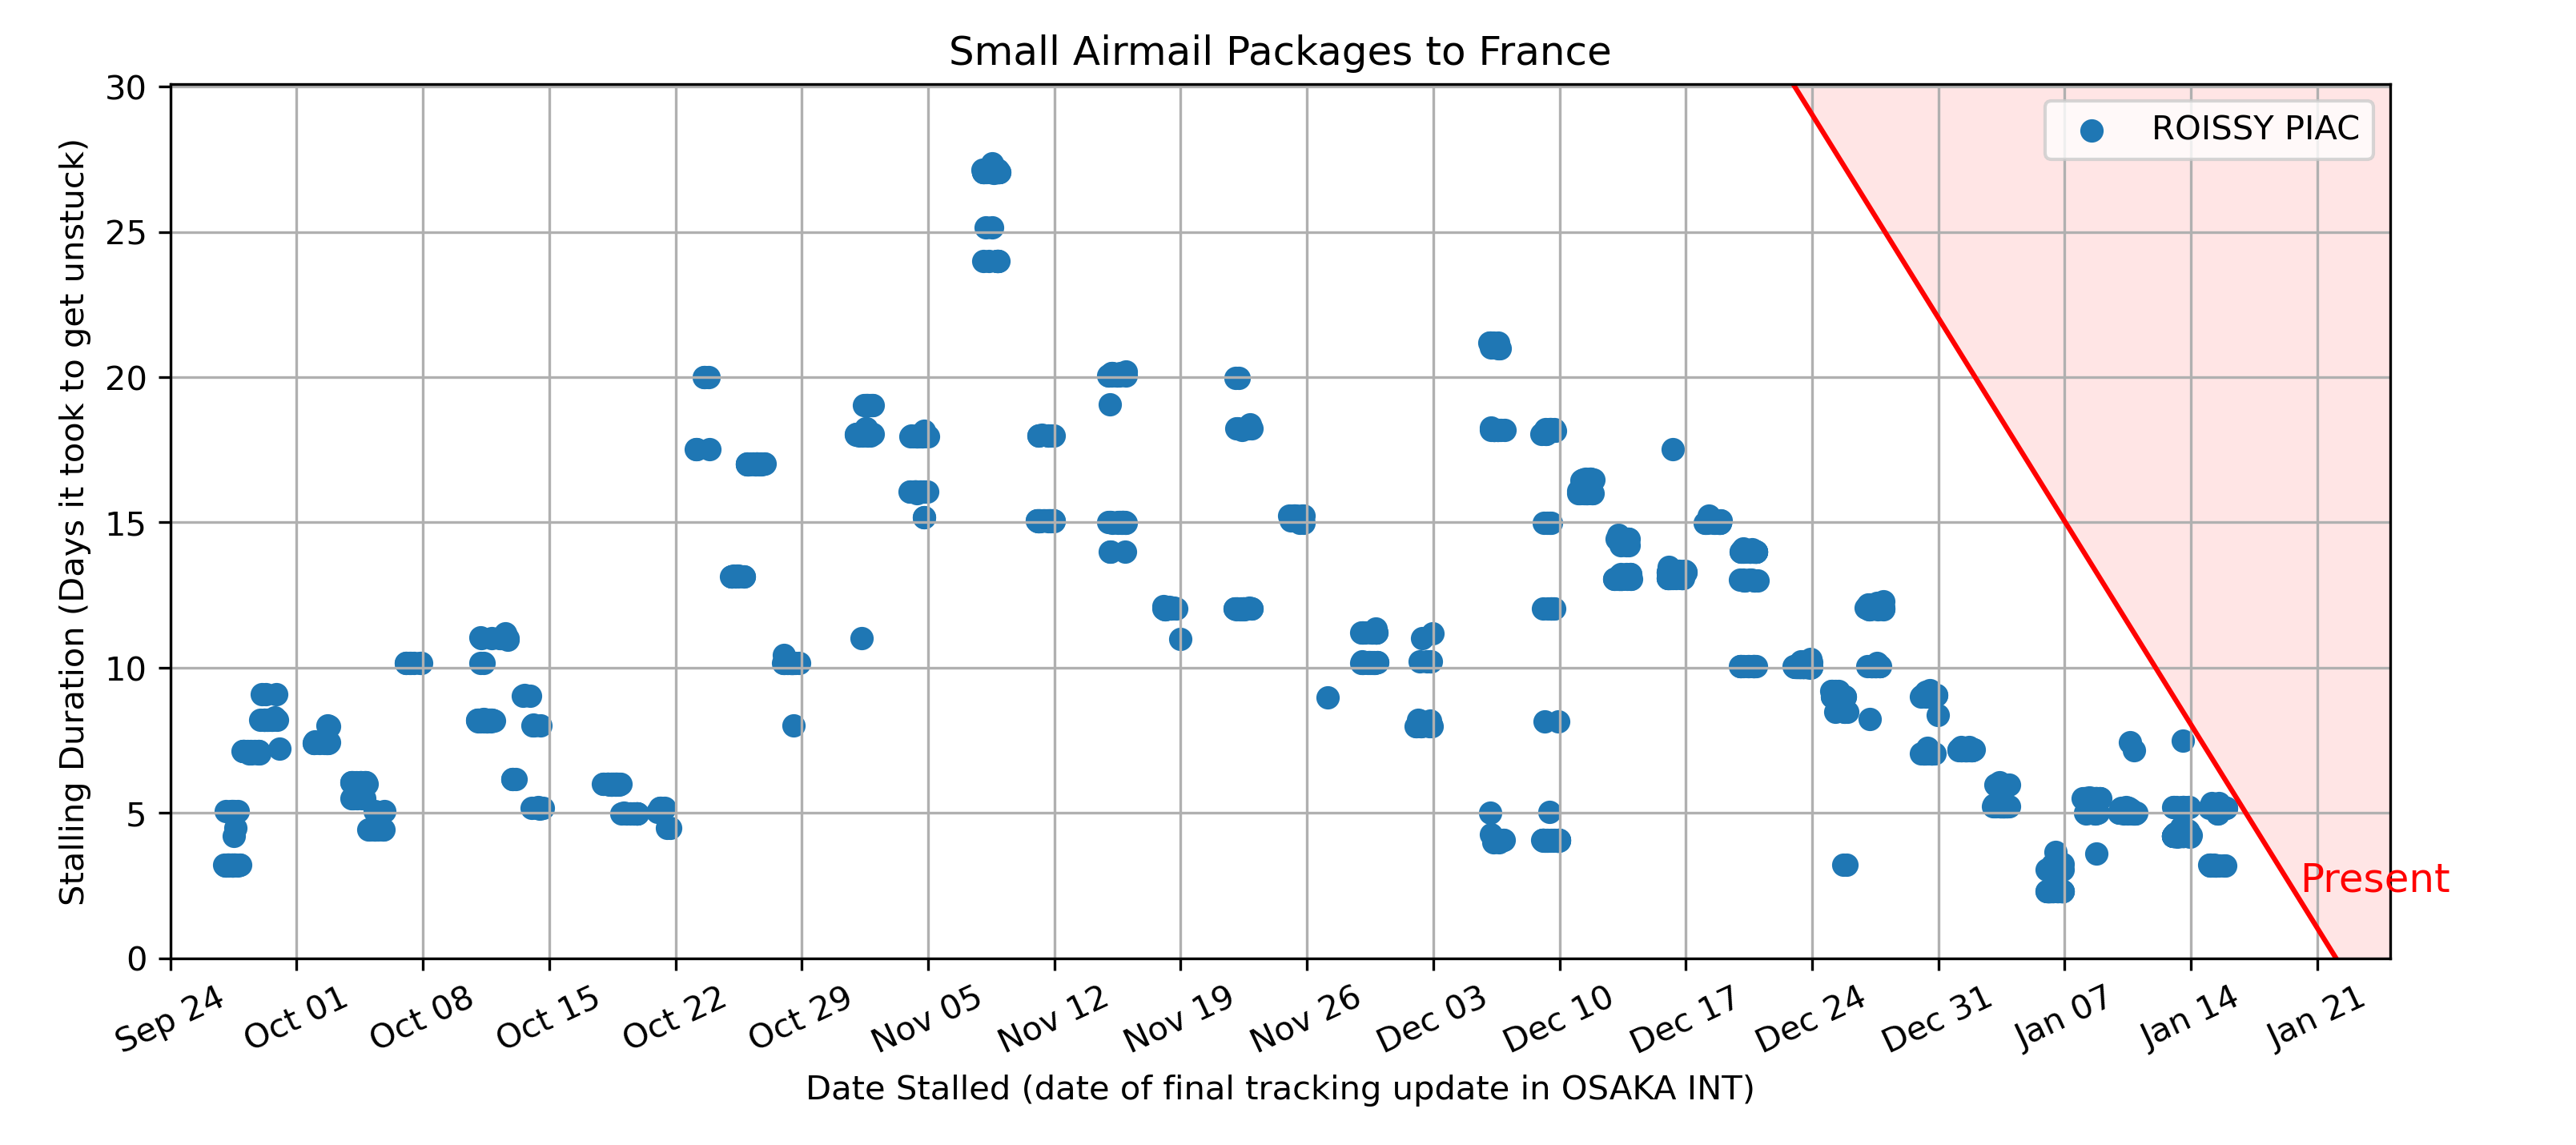 Small Airmail Packages to France
Stalling Duration (Days it took to get unstuck)
30
25
20
15
10
5
0
ROISSY PIAC
Present
Sep 24
Oct 01
Oct 08
Oct 15
Oct 22
Oct 29
Nov 05
Nov 12
Nov 19
Nov 26
Dec 03
Dec 10
Dec 17
Dec 24
Dec 31
Jan 07
Jan 14
Jan 21
Date Stalled (date of final tracking update in OSAKA INT)